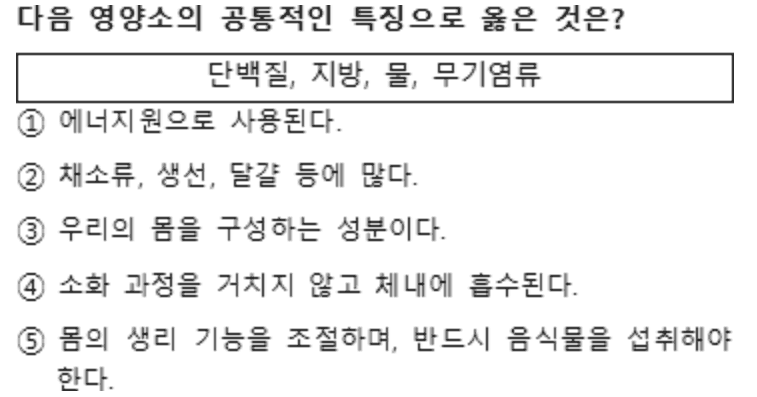 다음 영양소의 공통적인 특징으로 옳은 것은?
단백질, 지방, 물, 무기염류
① 에너지원으로 사용된다.
② 채소류, 생선, 달걀 등에 많다.
③ 우리의 몸을 구성하는 성분이다.
④ 소화 과정을 거치지 않고 체내에 흡수된다.
⑤ 몸의 생리 기능을 조절하며, 반드시 음식물을 섭취해야
한다.